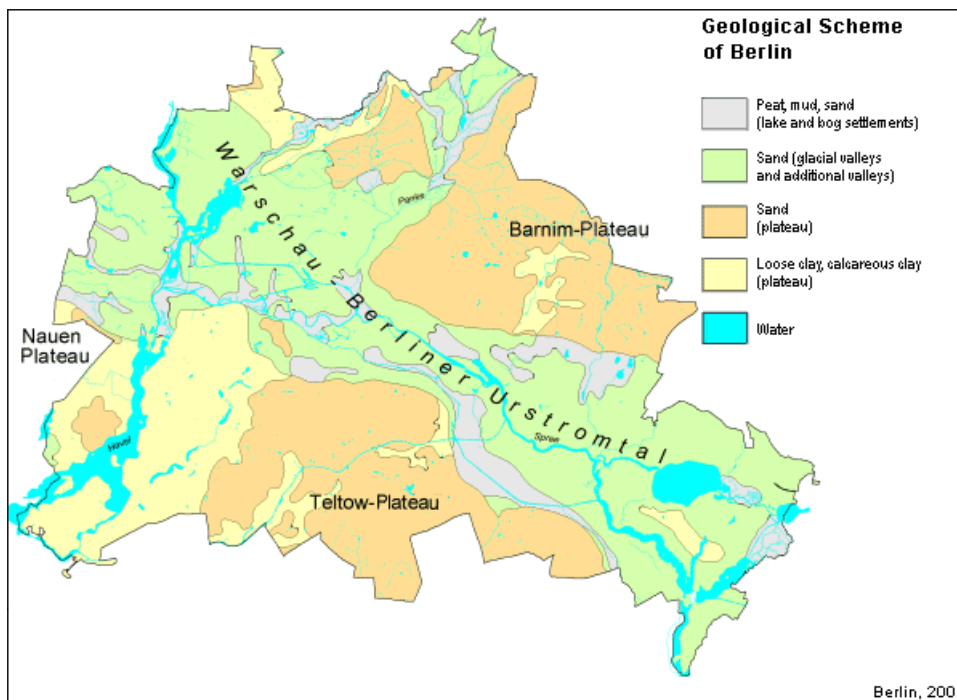 Geological Scheme
of Berlin
Peat, mud, sand
(lake and bog settlements)
Sand (glacial valleys
and additional valleys)
Sand
(plateau)
Loose clay, calcareous clay
(plateau)
Water
Warschau - Berliner Urstromtal
Panke
Barnim-Plateau
Nauen
Plateau
Havel
Spree
Teltow-Plateau
Berlin, 200